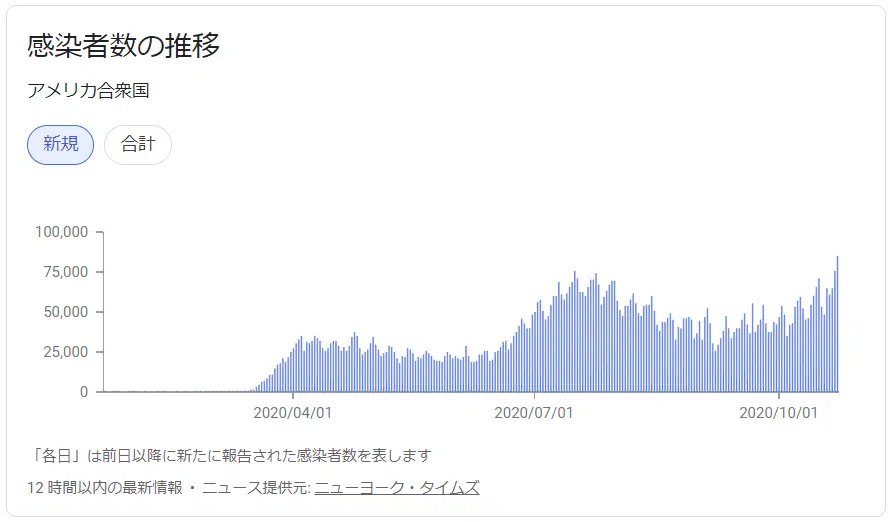 感染者数の推移
アメリカ合衆国
新規 合計
100,000
75,000
50,000
25,000
0
2020/04/01 2020/07/01 2020/10/01
「各日」は前日以降に新たに報告された感染者数を表します
12 時間以内の最新情報・ニュース提供元: ニューヨーク・タイムズ